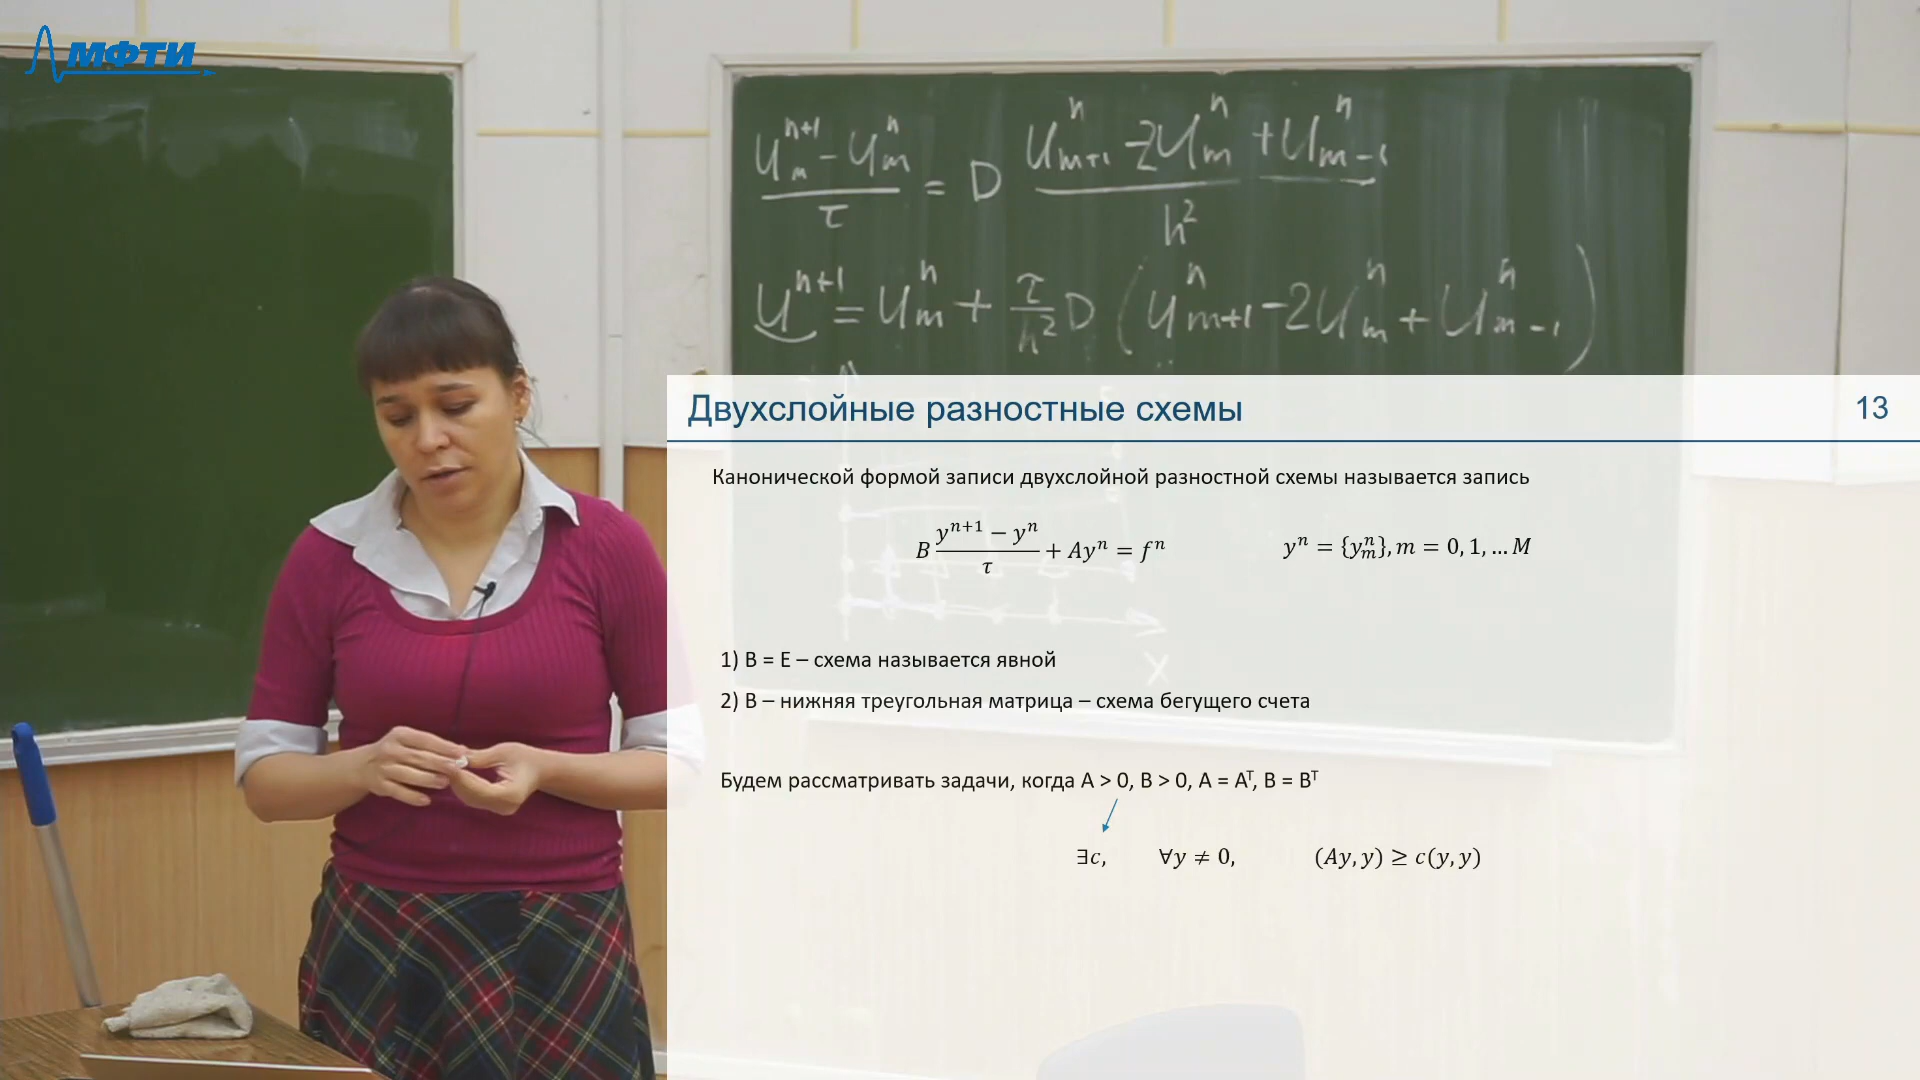 МФТИ
u_m^{n+1} - u_m^n / τ = D u_{m+1}^n - 2u_m^n + u_{m-1}^n / h^2
u^{n+1} = u_m^n + τ/h^2 D (u_{m+1}^n - 2u_m^n + u_{m-1}^n)
Двухслойные разностные схемы 13
Канонической формой записи двухслойной разностной схемы называется запись
B y^{n+1} − y^n / τ + Ay^n = f^n y^n = {y_m^n}, m = 0, 1, … M
x
1) B = E – схема называется явной
2) B – нижняя треугольная матрица – схема бегущего счета
Будем рассматривать задачи, когда A > 0, B > 0, A = Aᵀ, B = Bᵀ
∃c, ∀y ≠ 0, (Ay, y) ≥ c(y, y)